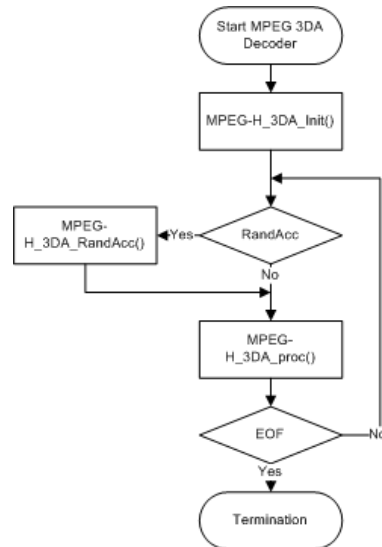 Start MPEG 3DA
Decoder
MPEG-H_3DA_Init()
MPEG-
H_3DA_RandAcc()
Yes
RandAcc
No
MPEG-
H_3DA_proc()
EOF
No
Yes
Termination